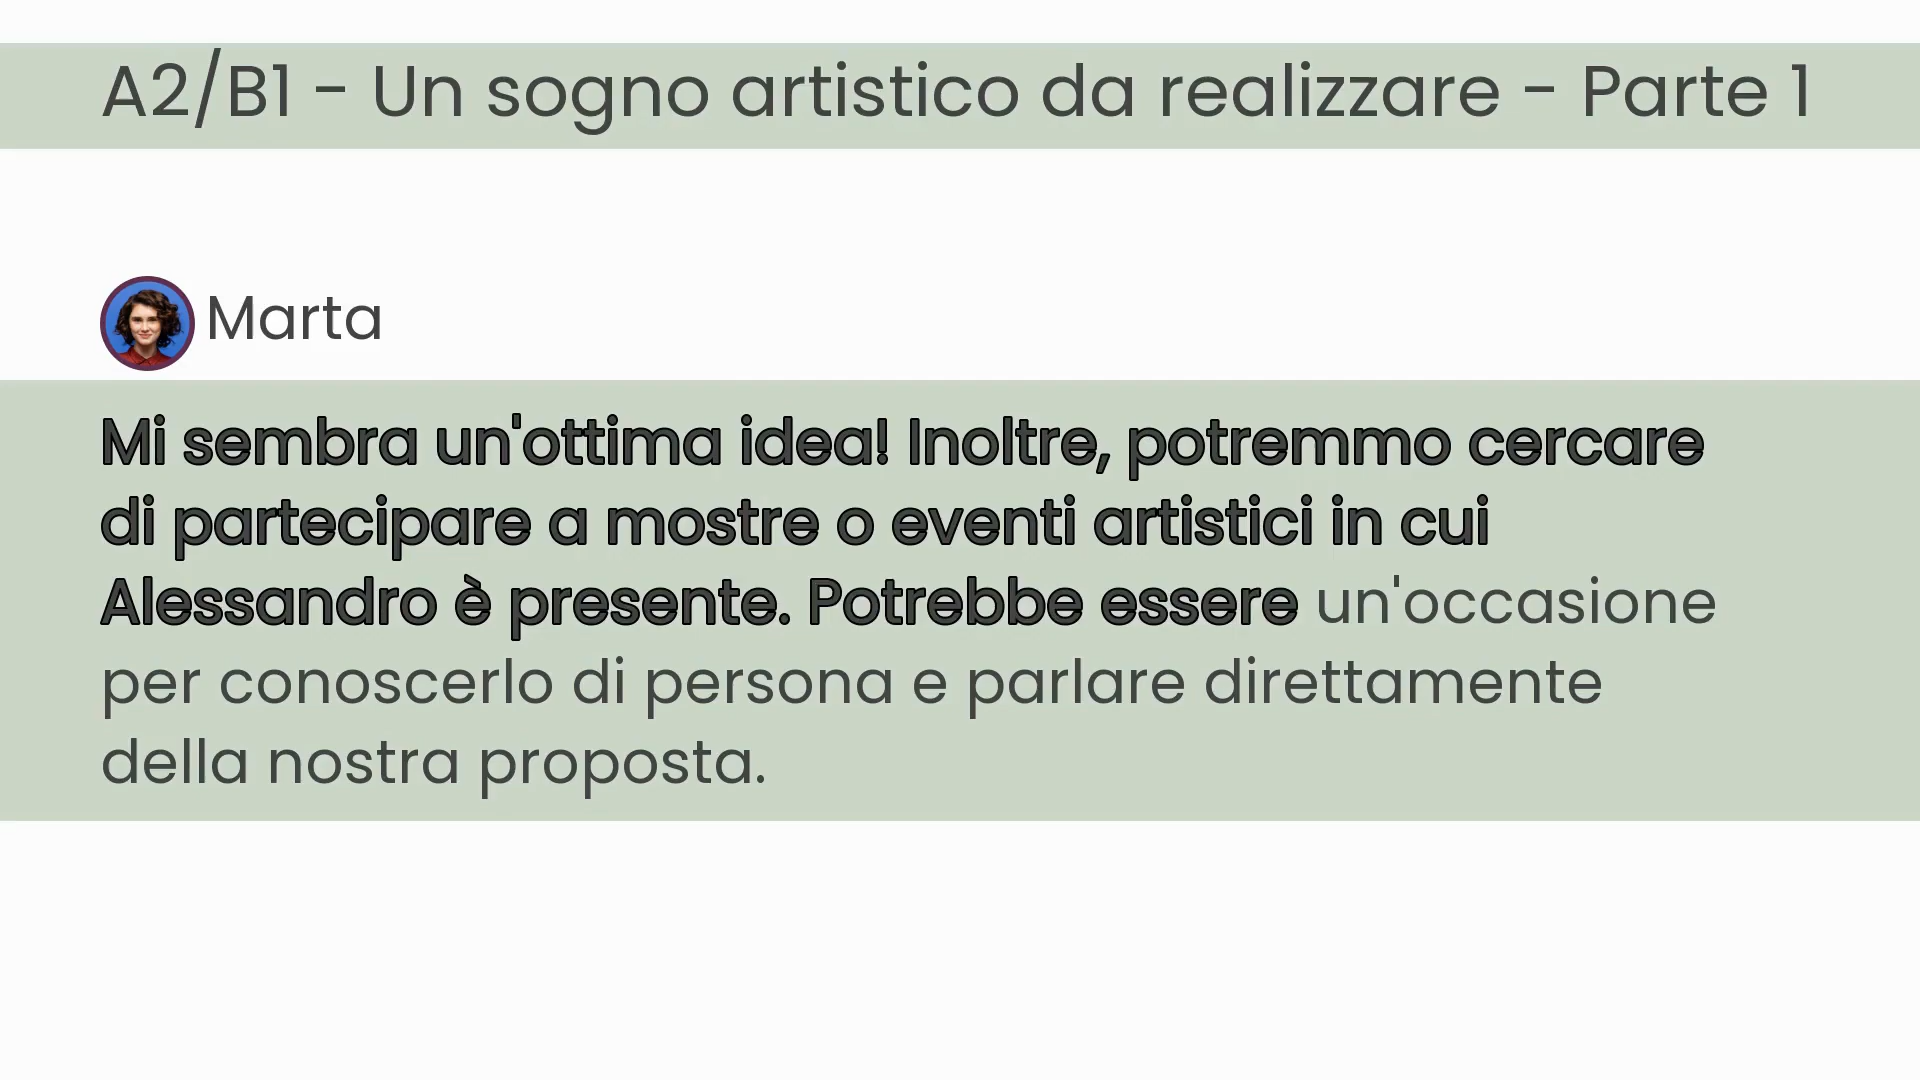 A2/B1 - Un sogno artistico da realizzare - Parte 1
Marta
Mi sembra un'ottima idea! Inoltre, potremmo cercare
di partecipare a mostre o eventi artistici in cui
Alessandro è presente. Potrebbe essere un'occasione
per conoscerlo di persona e parlare direttamente
della nostra proposta.